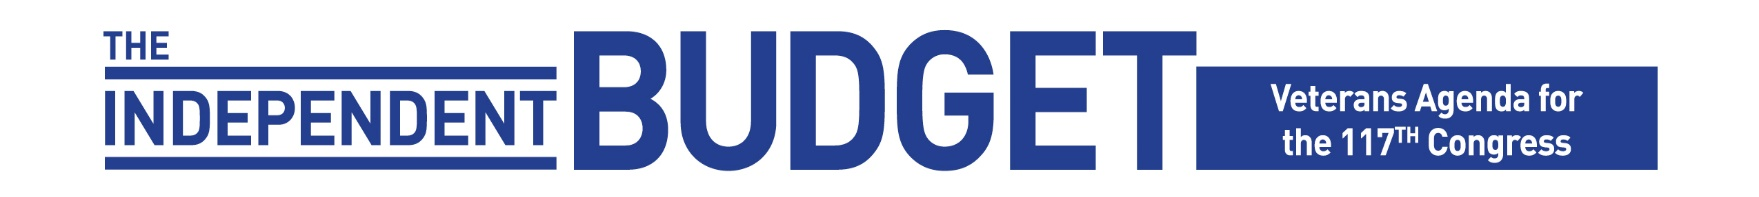 THE
INDEPENDENT
BUDGET
Veterans Agenda for
the 117TH Congress